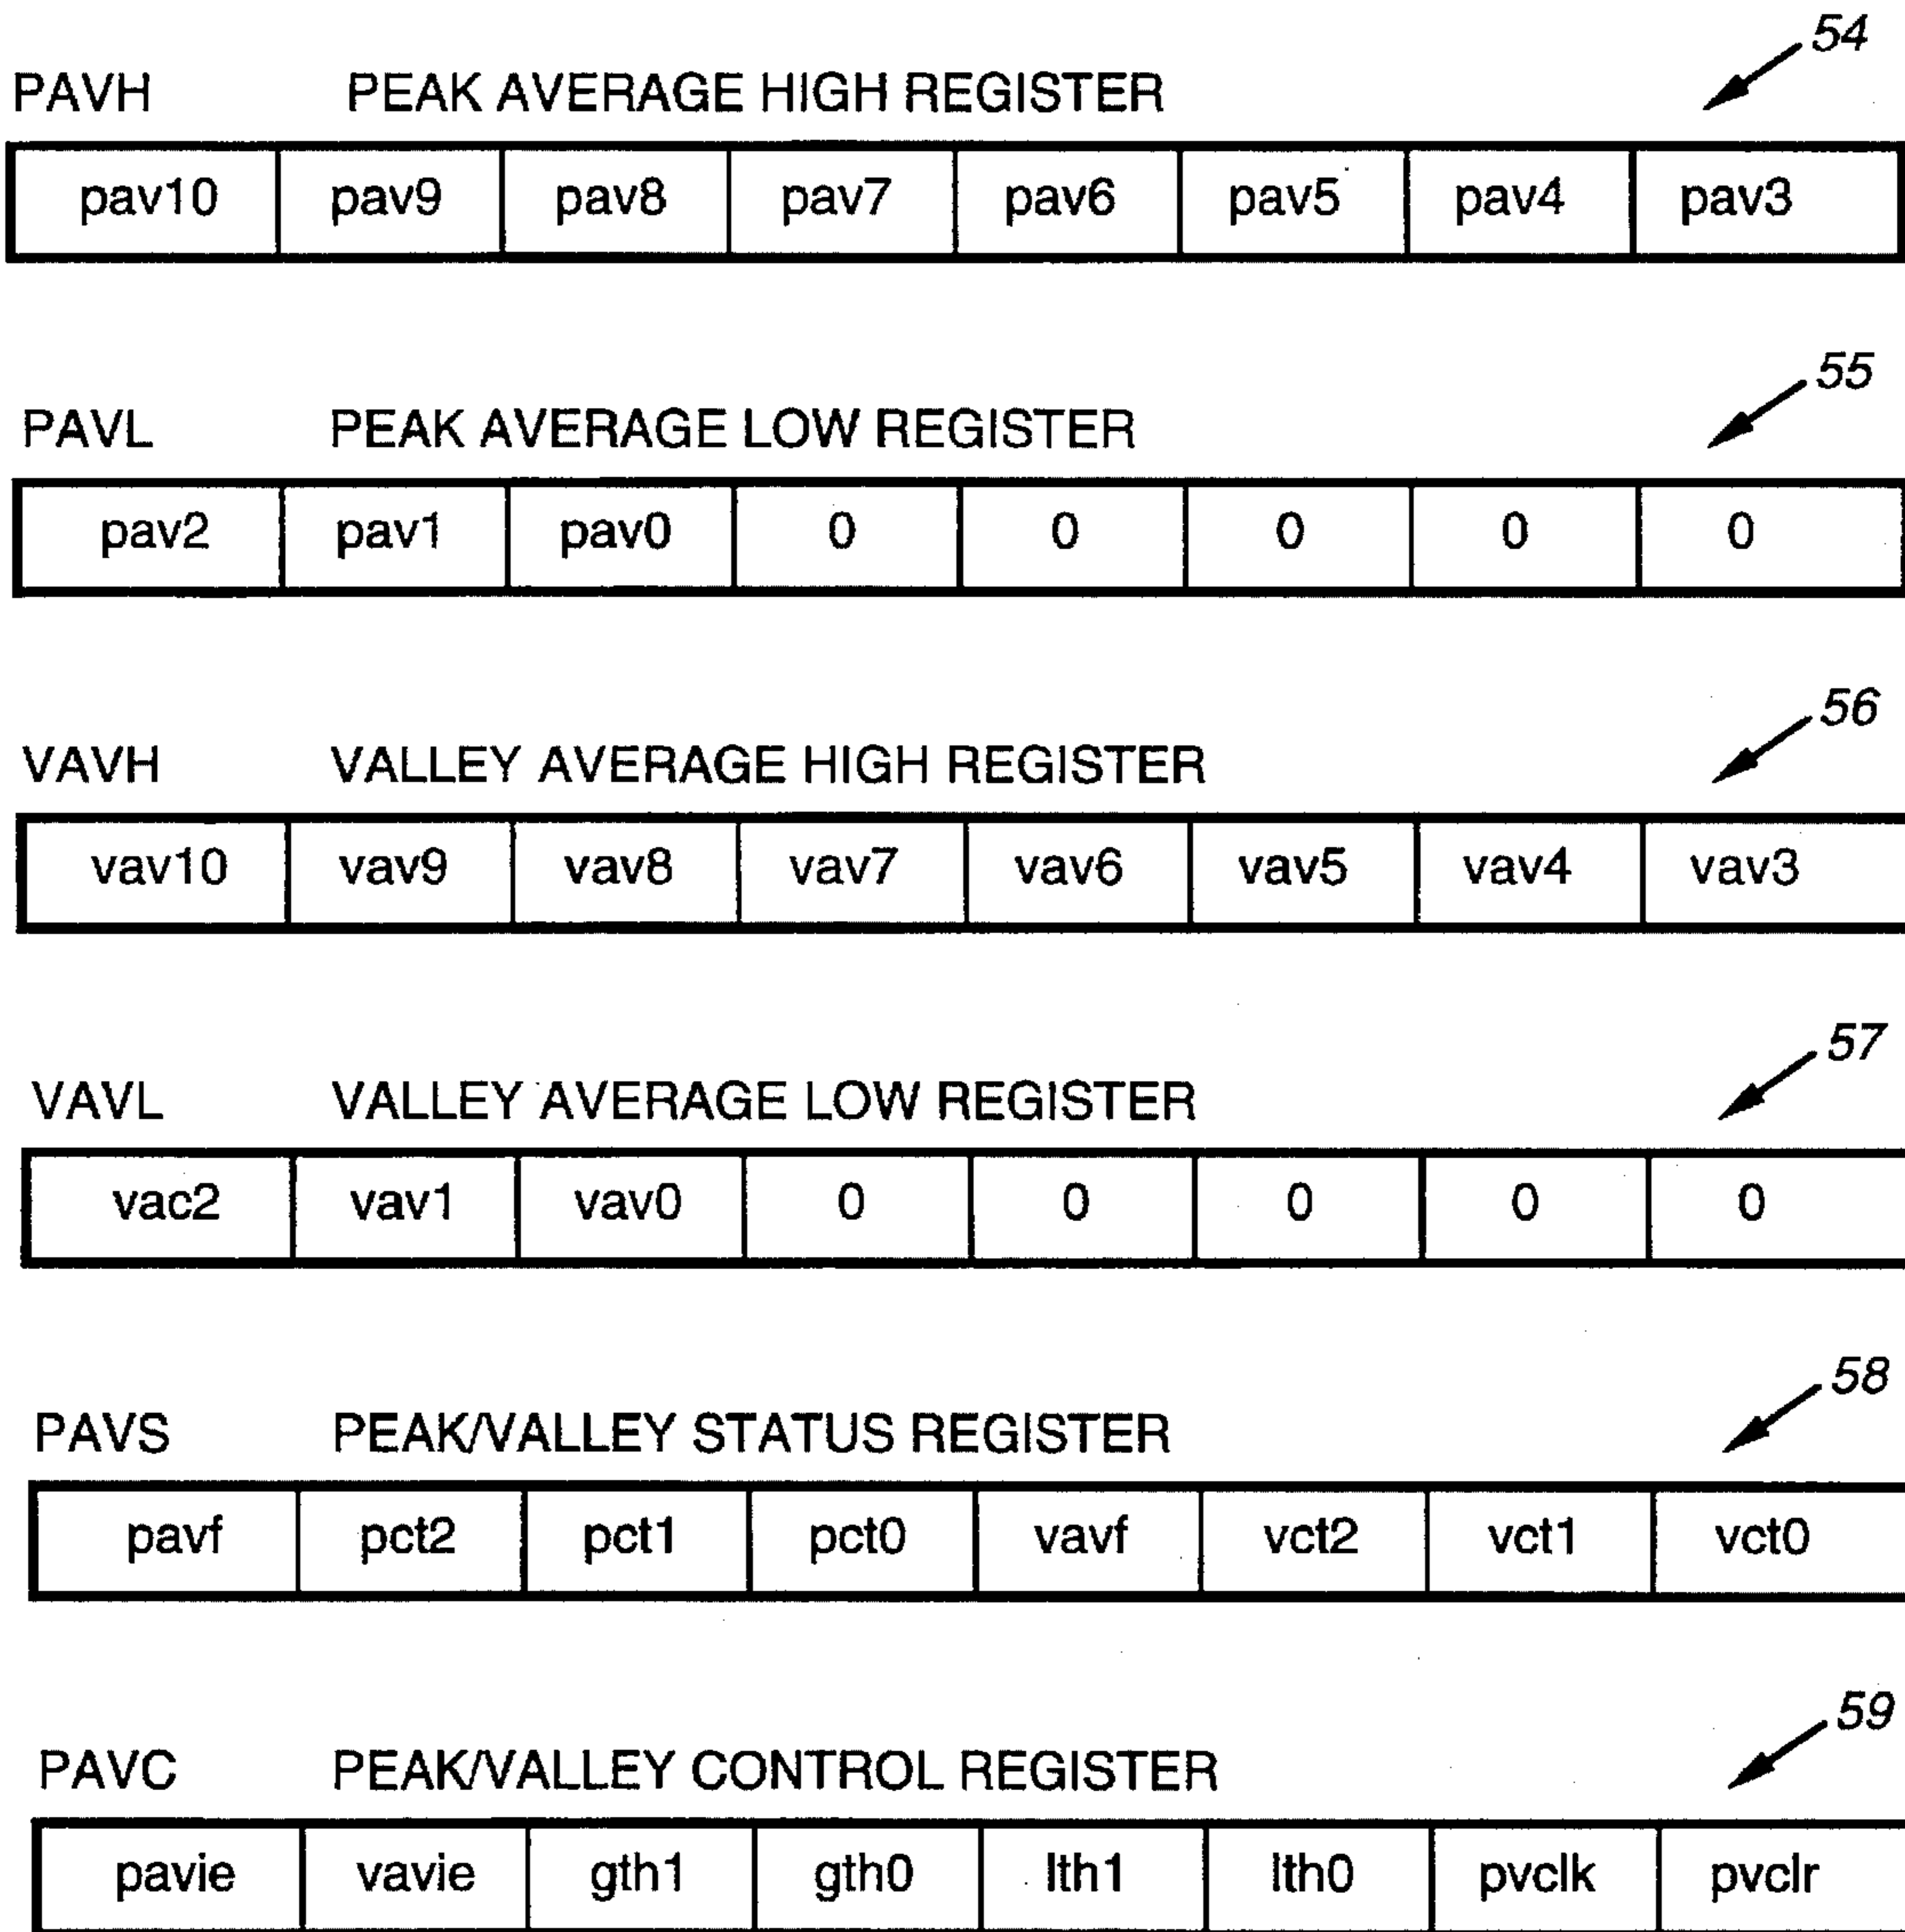 54
PAVH PEAK AVERAGE HIGH REGISTER
pav10 pav9 pav8 pav7 pav6 pav5 pav4 pav3
55
PAVL PEAK AVERAGE LOW REGISTER
pav2 pav1 pav0 0 0 0 0 0
56
VAVH VALLEY AVERAGE HIGH REGISTER
vav10 vav9 vav8 vav7 vav6 vav5 vav4 vav3
57
VAVL VALLEY AVERAGE LOW REGISTER
vac2 vav1 vav0 0 0 0 0 0
58
PAVS PEAK/VALLEY STATUS REGISTER
pavf pct2 pct1 pct0 vavf vct2 vct1 vct0
59
PAVC PEAK/VALLEY CONTROL REGISTER
pavie vavie gth1 gth0 lth1 lth0 pvclk pvclr